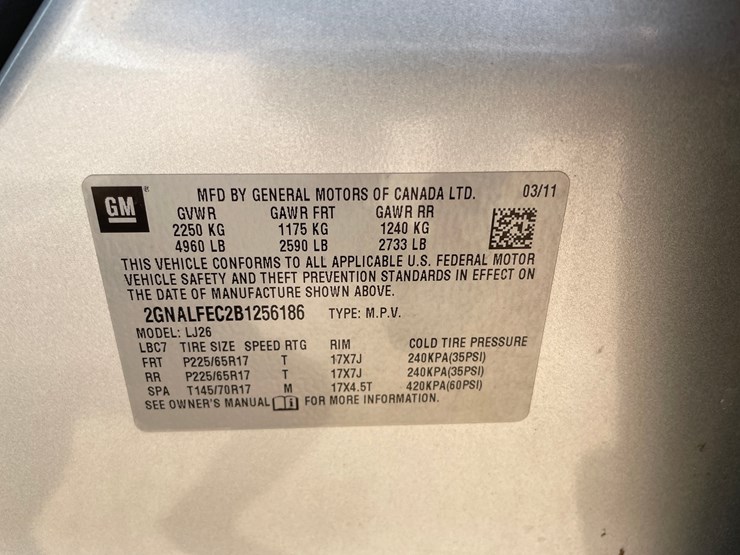 GM ®
MFD BY GENERAL MOTORS OF CANADA LTD. 03/11
GVWR GAWR FRT GAWR RR
2250 KG 1175 KG 1240 KG
4960 LB 2590 LB 2733 LB
THIS VEHICLE CONFORMS TO ALL APPLICABLE U.S. FEDERAL MOTOR
VEHICLE SAFETY AND THEFT PREVENTION STANDARDS IN EFFECT ON
THE DATE OF MANUFACTURE SHOWN ABOVE.
2GNALFEC2B1256186 TYPE: M.P.V.
MODEL: LJ26
LBC7 TIRE SIZE SPEED RTG RIM COLD TIRE PRESSURE
FRT P225/65R17 T 17X7J 240KPA(35PSI)
RR P225/65R17 T 17X7J 240KPA(35PSI)
SPA T145/70R17 M 17X4.5T 420KPA(60PSI)
SEE OWNER'S MANUAL i FOR MORE INFORMATION.